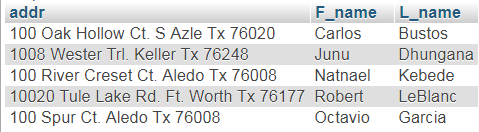 addr F_name L_name
100 Oak Hollow Ct. S Azle Tx 76020 Carlos Bustos
1008 Wester Trl. Keller Tx 76248 Junu Dhungana
100 River Creset Ct. Aledo Tx 76008 Natnael Kebede
10020 Tule Lake Rd. Ft. Worth Tx 76177 Robert LeBlanc
100 Spur Ct. Aledo Tx 76008 Octavio Garcia